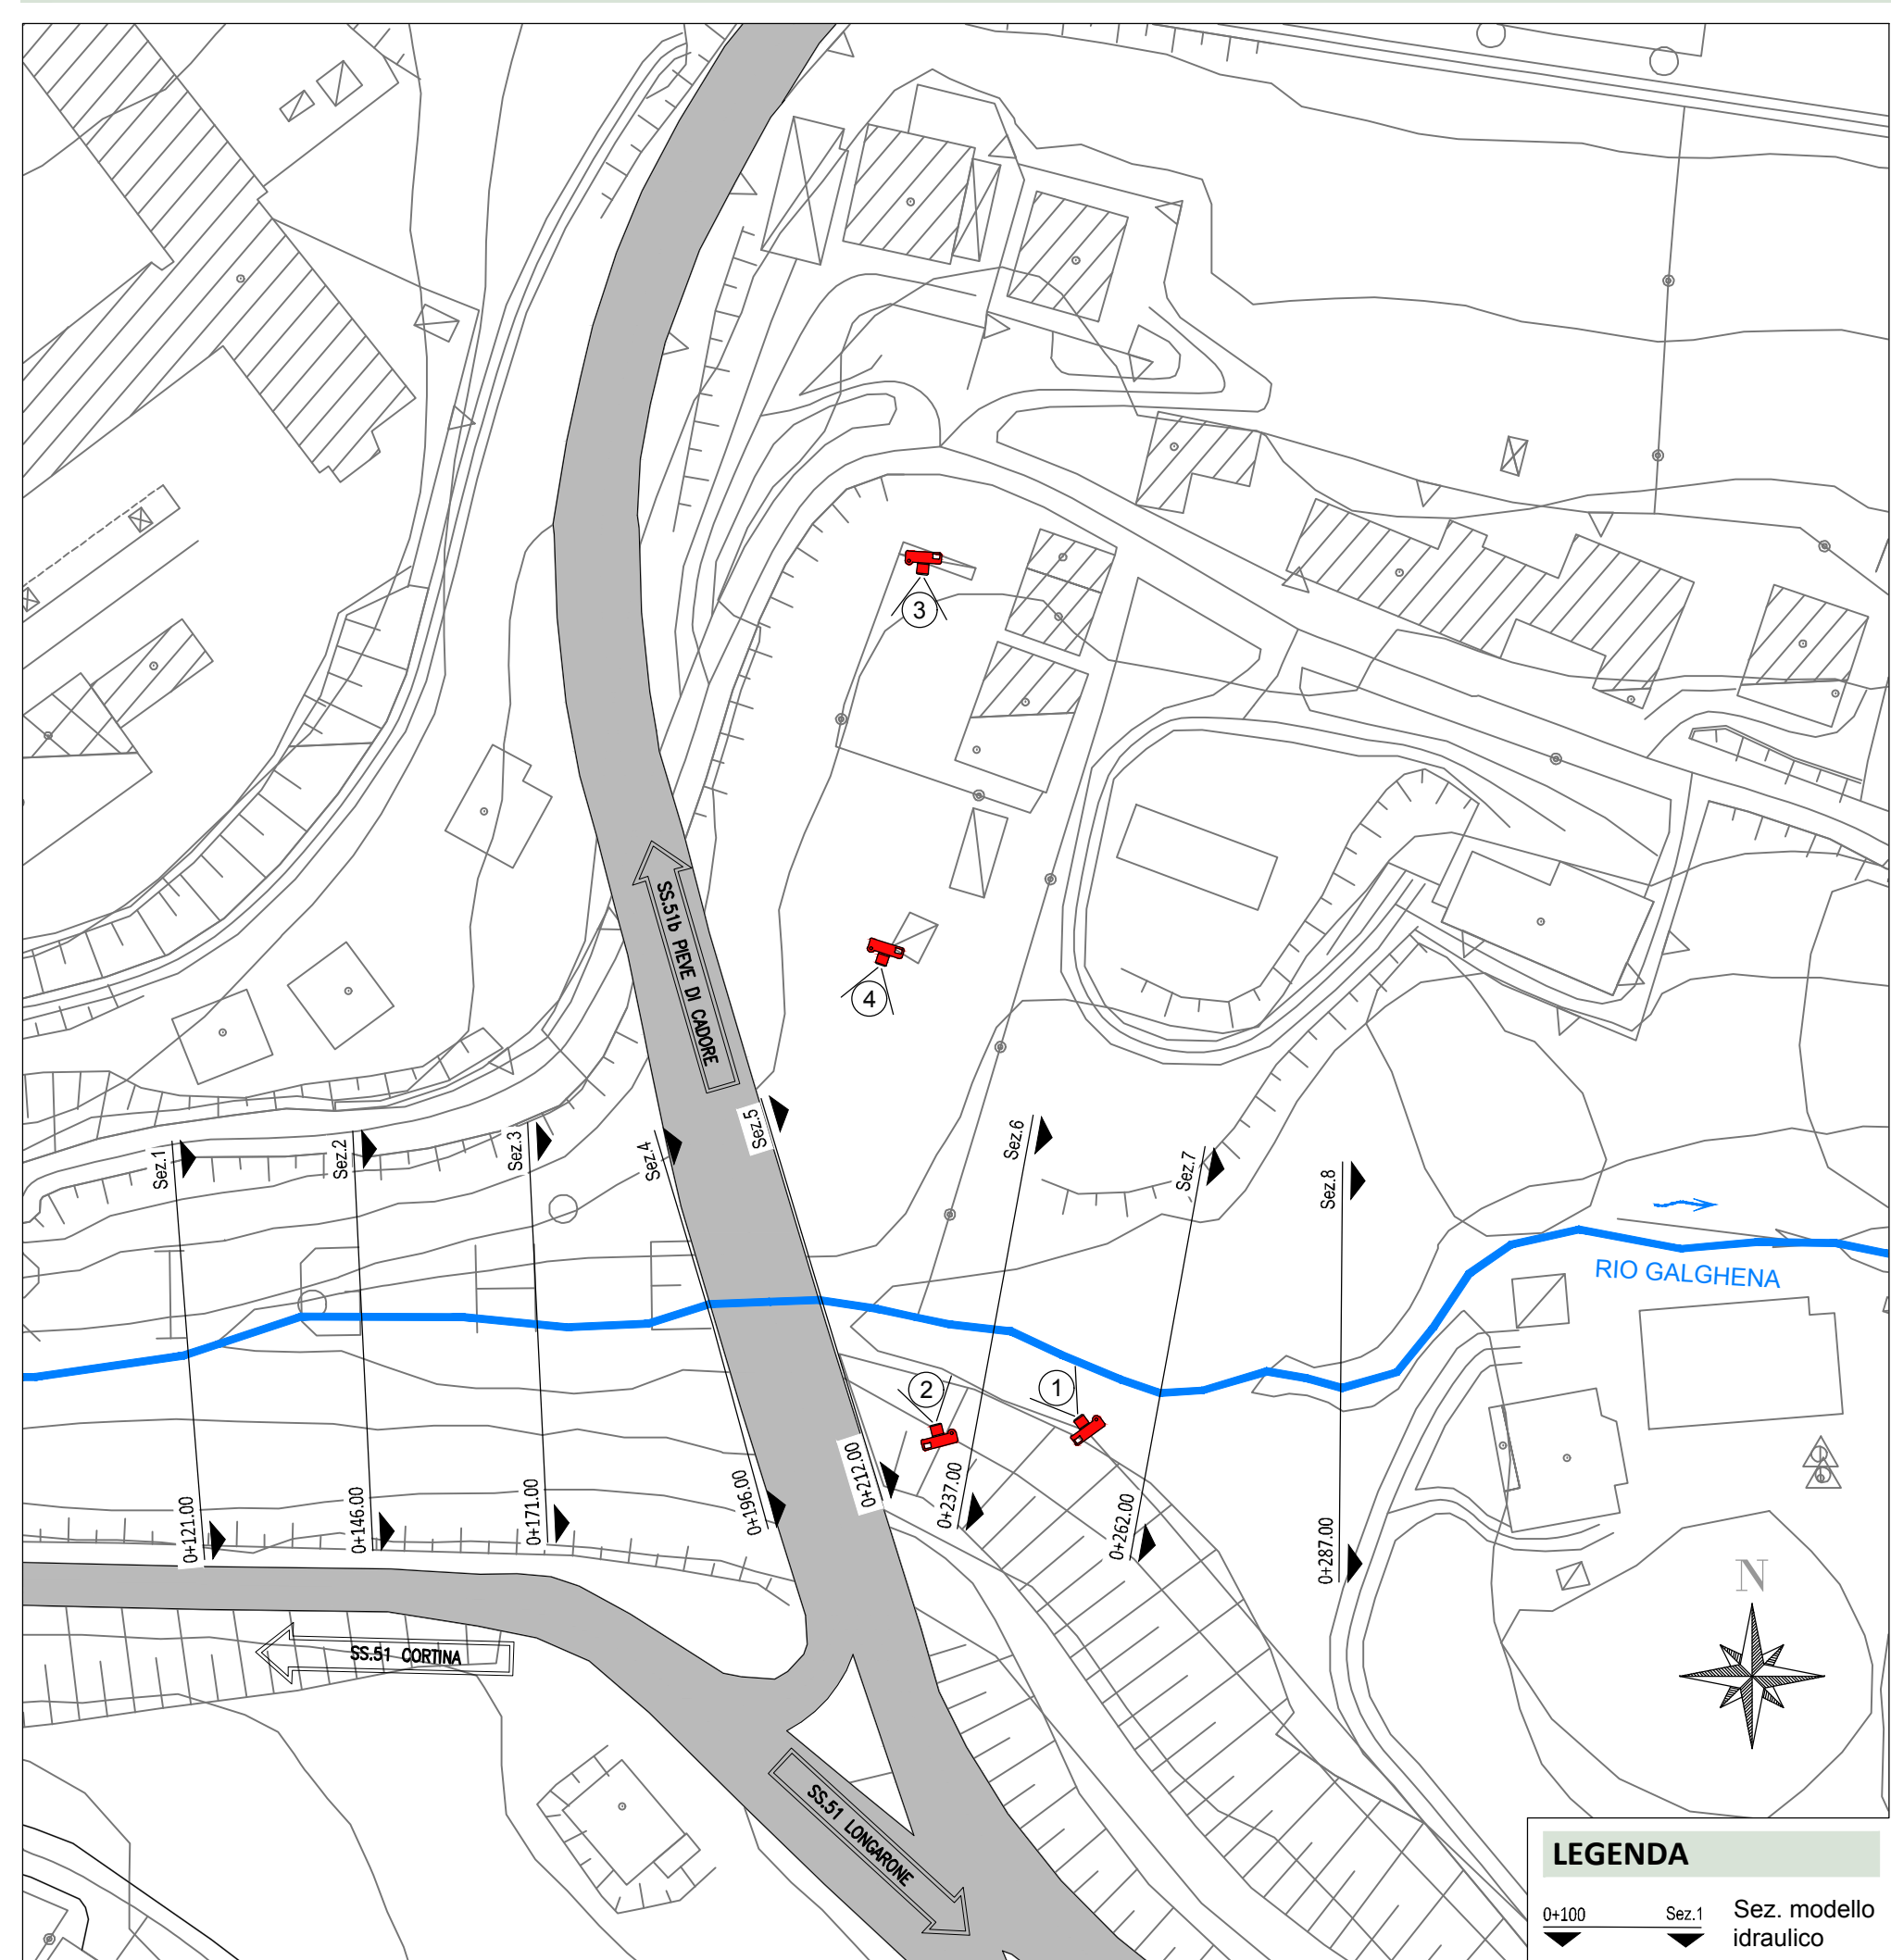 3
SS.51b PIEVE DI CADORE
4
Sez.1
Sez.2
Sez.3
Sez.4
Sez.5
Sez.6
Sez.7
Sez.8
RIO GALGHENA
2
1
0+121.00
0+146.00
0+171.00
0+196.00
0+212.00
0+237.00
0+262.00
0+287.00
N
SS.51 CORTINA
SS.51 LONGARONE
LEGENDA
0+100 Sez.1 Sez. modello
idraulico